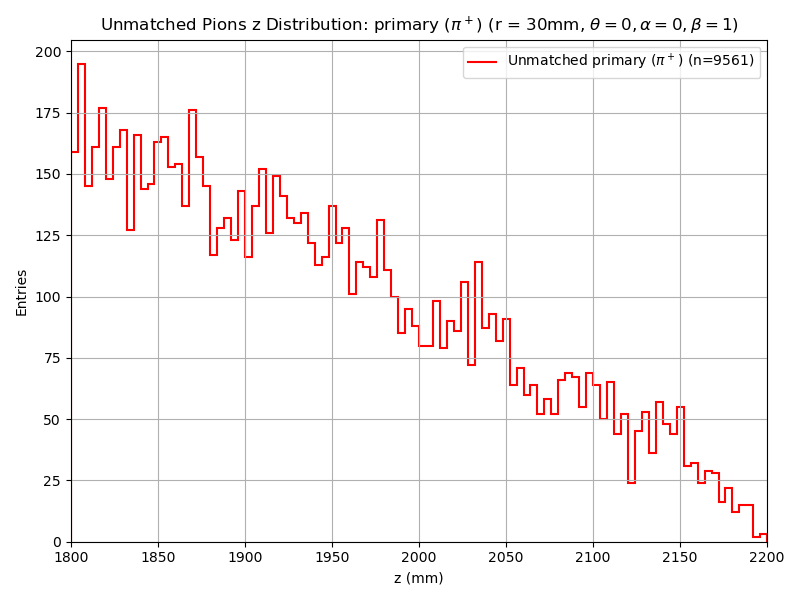 Unmatched Pions z Distribution: primary (π⁺) (r = 30mm, θ = 0, α = 0, β = 1)
Unmatched primary (π⁺) (n=9561)
Entries
200
175
150
125
100
75
50
25
0
1800 1850 1900 1950 2000 2050 2100 2150 2200
z (mm)